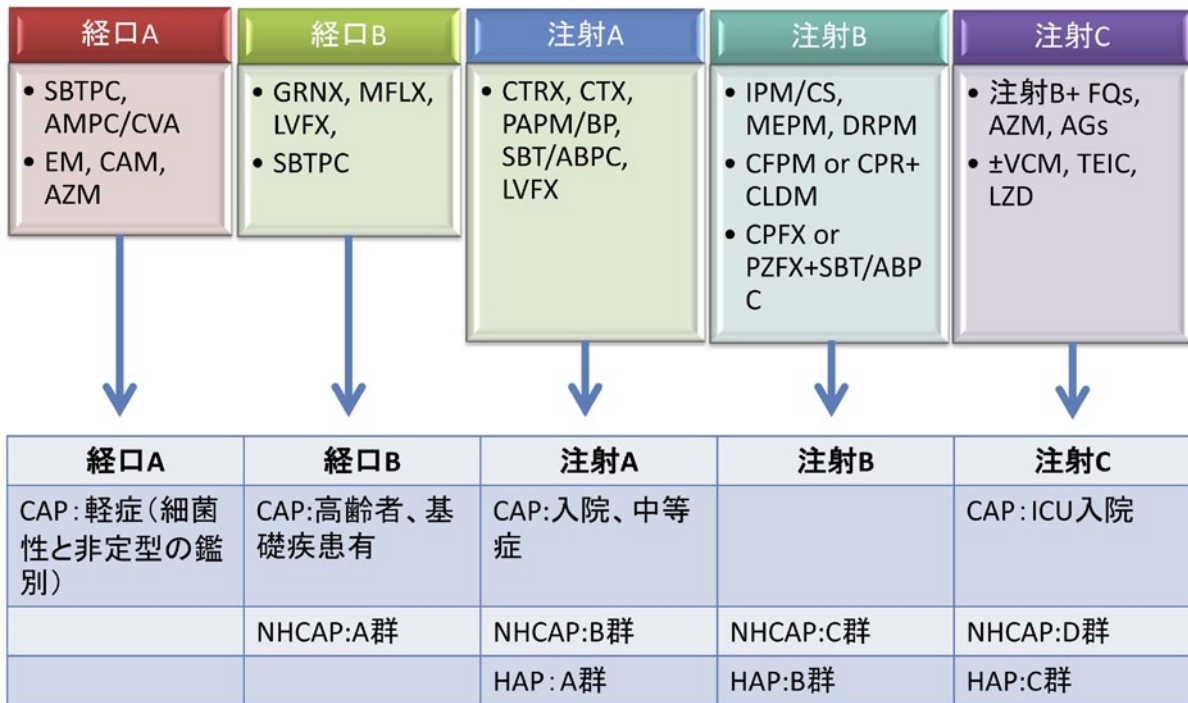 経口A
• SBTPC,
AMPC/CVA
• EM, CAM,
AZM
経口B
• GRNX, MFLX,
LVFX,
• SBTPC
注射A
• CTRX, CTX,
PAPM/BP,
SBT/ABPC,
LVFX
注射B
• IPM/CS,
MEPM, DRPM
• CFPM or CPR+
CLDM
• CPFX or
PZFX+SBT/ABP
C
注射C
• 注射B+ FQs,
AZM, AGs
• ±VCM, TEIC,
LZD
経口A
経口B
注射A
注射B
注射C
CAP：軽症（細菌
性と非定型の鑑
別）
CAP:高齢者、基
礎疾患有
CAP:入院、中等
症
CAP：ICU入院
NHCAP:A群
NHCAP:B群
NHCAP:C群
NHCAP:D群
HAP：A群
HAP:B群
HAP:C群